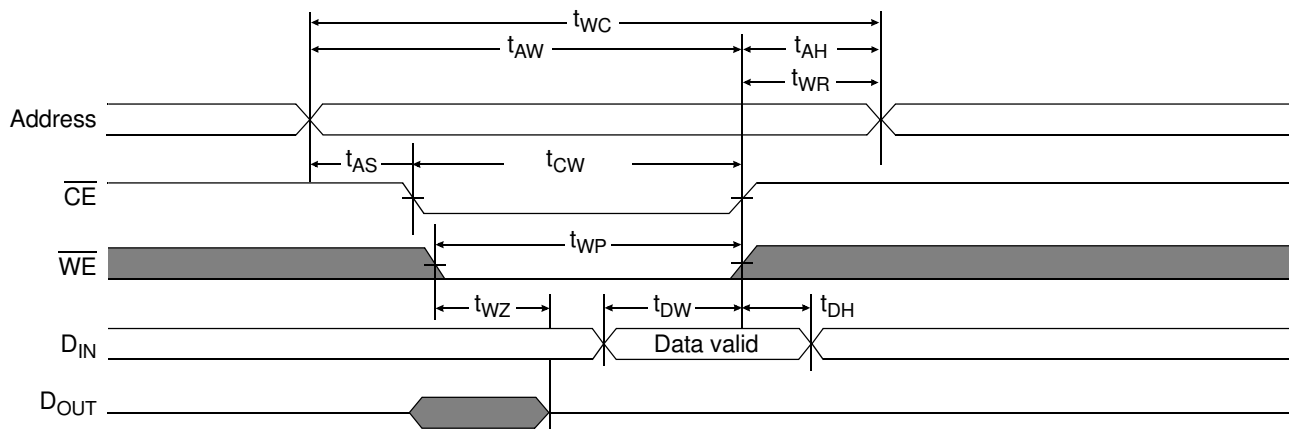 tWC
tAW tAH
tWR
Address
tAS tCW
CE
tWP
WE
tWZ tDW tDH
DIN Data valid
DOUT